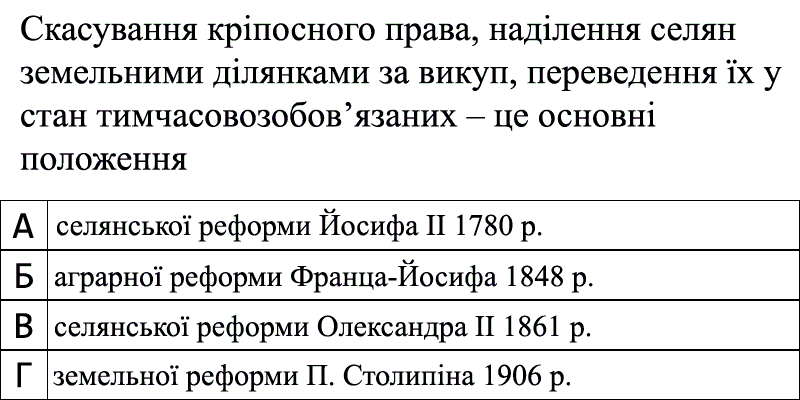 Скасування кріпосного права, наділення селян
земельними ділянками за викуп, переведення їх у
стан тимчасовозобов’язаних – це основні
положення
А селянської реформи Йосифа ІІ 1780 р.
Б аграрної реформи Франца-Йосифа 1848 р.
В селянської реформи Олександра ІІ 1861 р.
Г земельної реформи П. Столипіна 1906 р.